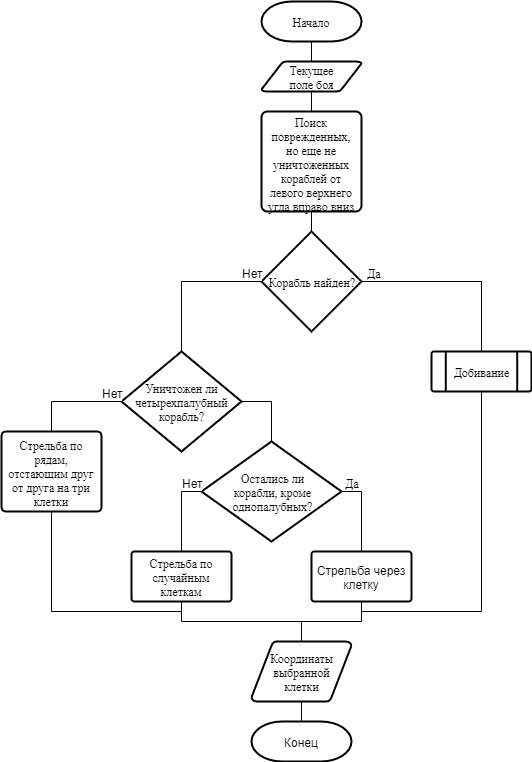 Начало
Текущее
поле боя
Поиск
поврежденных,
но еще не
уничтоженных
кораблей от
левого верхнего
угла вправо вниз
Нет
Корабль найден?
Да
Нет
Уничтожен ли
четырехпалубный
корабль?
Добивание
Стрельба по
рядам,
отстающим друг
от друга на три
клетки
Нет
Остались ли
корабли, кроме
однопалубных?
Да
Стрельба по
случайным
клеткам
Стрельба через
клетку
Координаты
выбранной
клетки
Конец